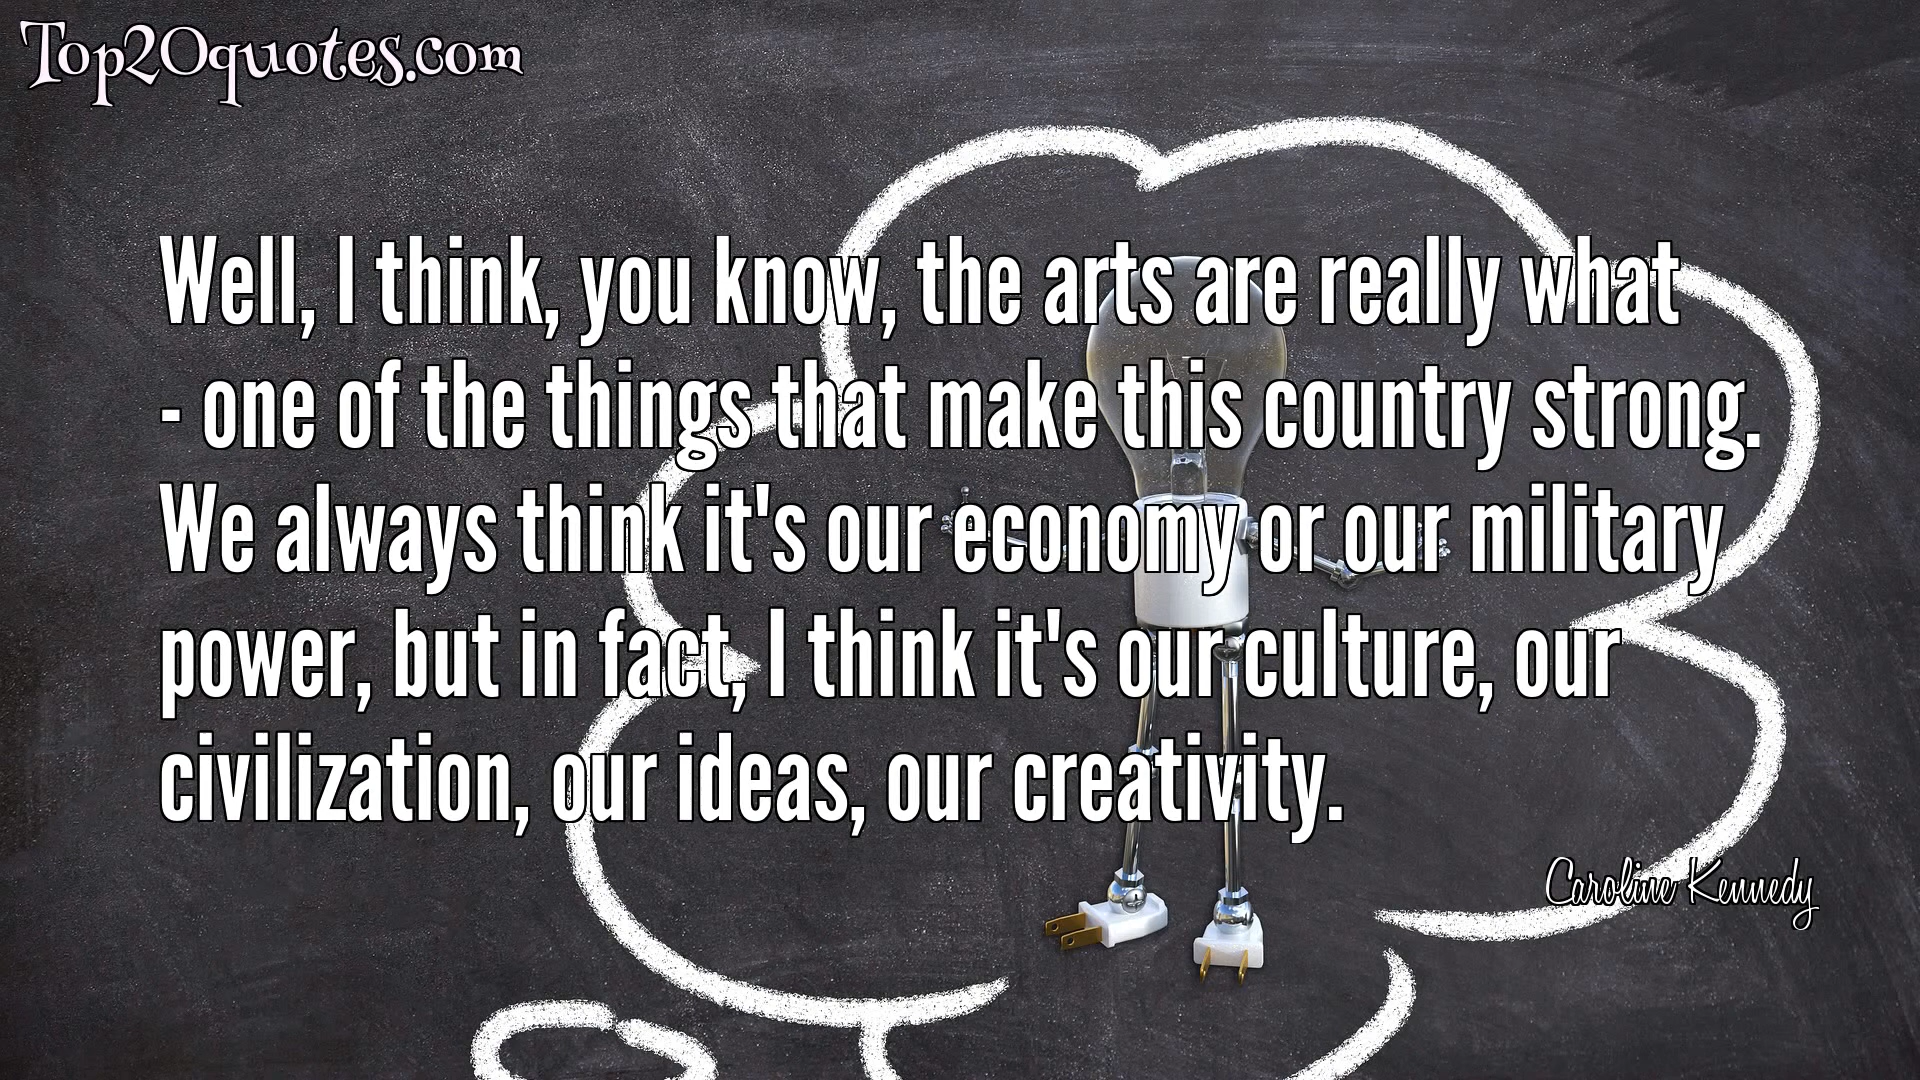 Top20quotes.com
Well, I think, you know, the arts are really what
- one of the things that make this country strong.
We always think it's our economy or our military
power, but in fact, I think it's our culture, our
civilization, our ideas, our creativity.
Caroline Kennedy